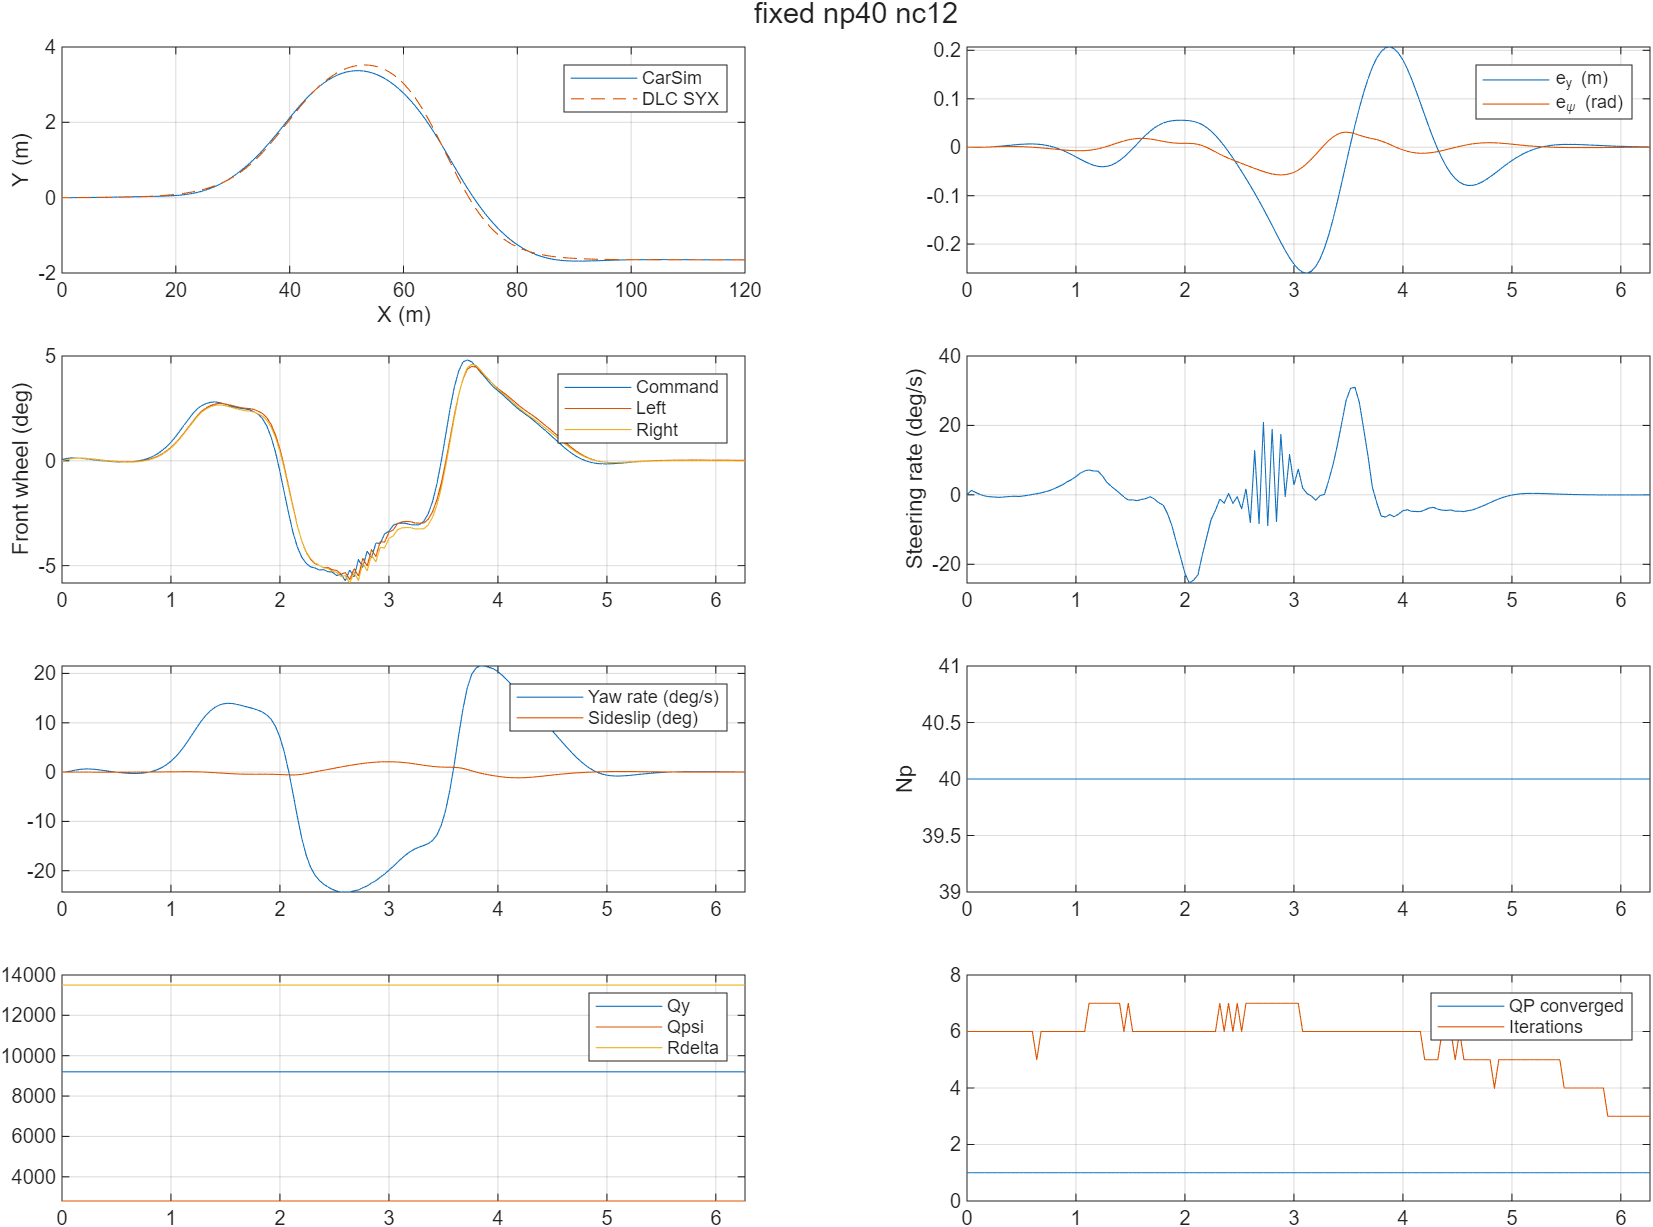 fixed np40 nc12
4
2
0
-2
Y (m)
CarSim
DLC SYX
0 20 40 60 80 100 120
X (m)
0.2
0.1
0
-0.1
-0.2
e_y (m)
e_ψ (rad)
0 1 2 3 4 5 6
5
0
-5
Front wheel (deg)
Command
Left
Right
0 1 2 3 4 5 6
40
20
0
-20
Steering rate (deg/s)
0 1 2 3 4 5 6
20
10
0
-10
-20
Yaw rate (deg/s)
Sideslip (deg)
0 1 2 3 4 5 6
41
40.5
40
39.5
39
Np
0 1 2 3 4 5 6
14000
12000
10000
8000
6000
4000
Qy
Qpsi
Rdelta
0 1 2 3 4 5 6
8
6
4
2
0
QP converged
Iterations
0 1 2 3 4 5 6